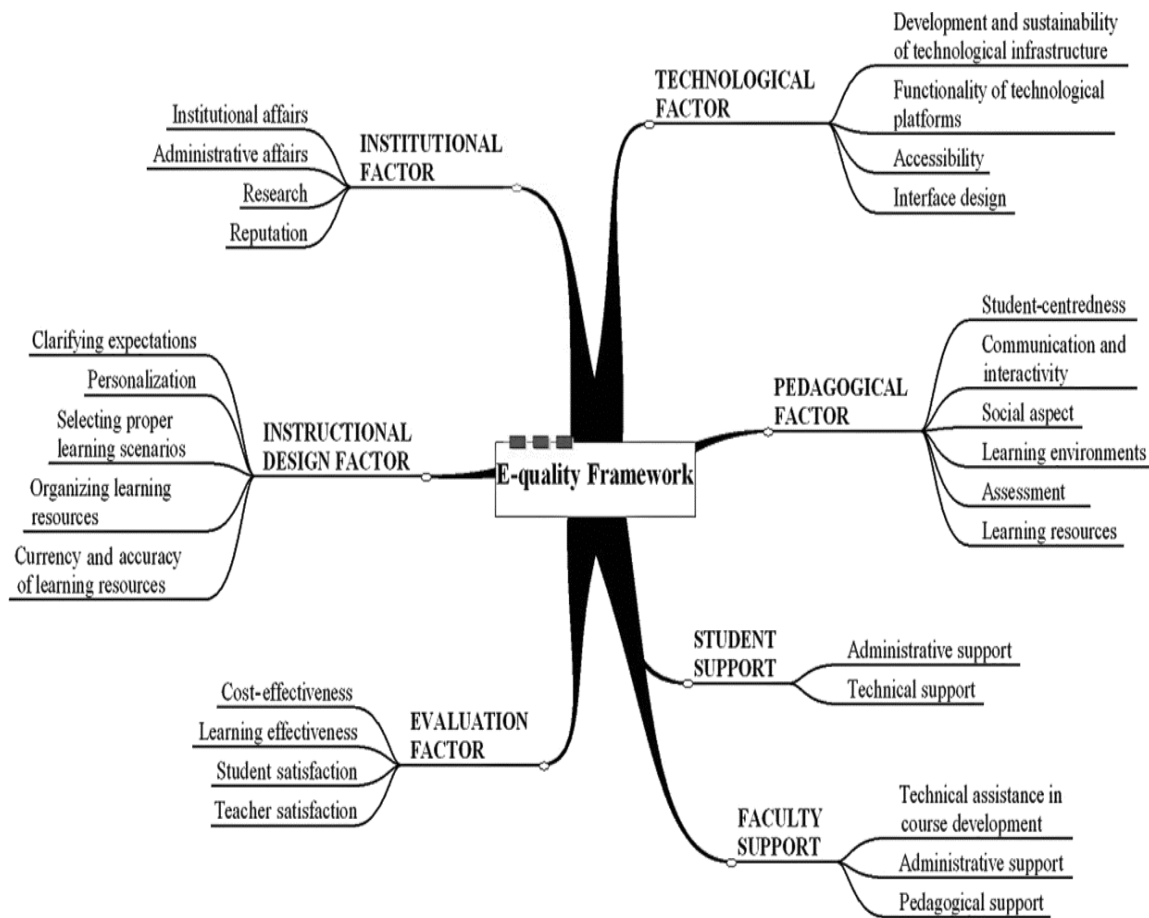 Development and sustainability
of technological infrastructure
TECHNOLOGICAL
FACTOR
Functionality of technological
platforms
Accessibility
Interface design
Institutional affairs
Administrative affairs
Research
Reputation
INSTITUTIONAL
FACTOR
Student-centredness
Communication and
interactivity
Social aspect
Learning environments
Assessment
Learning resources
PEDAGOGICAL
FACTOR
Clarifying expectations
Personalization
Selecting proper
learning scenarios
Organizing learning
resources
Currency and accuracy
of learning resources
INSTRUCTIONAL
DESIGN FACTOR
E-quality Framework
STUDENT
SUPPORT
Administrative support
Technical support
Cost-effectiveness
Learning effectiveness
Student satisfaction
Teacher satisfaction
EVALUATION
FACTOR
FACULTY
SUPPORT
Technical assistance in
course development
Administrative support
Pedagogical support